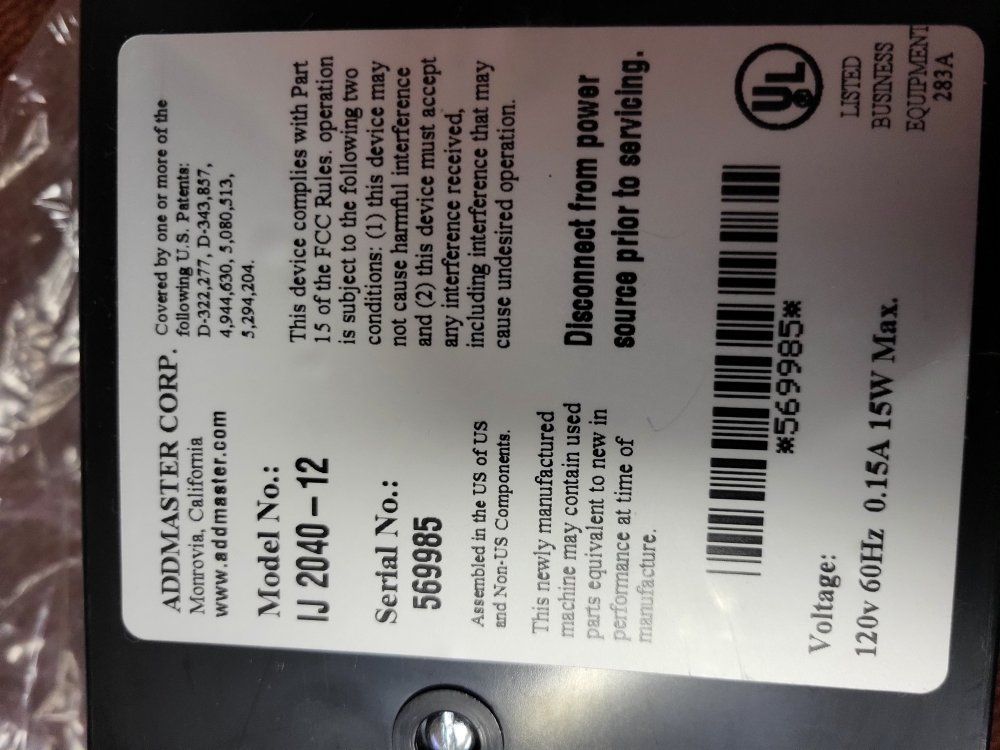 ADDMASTER CORP.
Monrovia, California
www.addmaster.com
Covered by one or more of the
following U.S. Patents:
D-322,277, D-343,857,
4,944,630, 5,080,513,
5,294,204.
Model No.:
IJ 2040-12
Serial No.:
569985
This device complies with Part
15 of the FCC Rules. operation
is subject to the following two
conditions: (1) this device may
not cause harmful interference
and (2) this device must accept
any interference received,
including interference that may
cause undesired operation.
Assembled in the US of US
and Non-US Components.
This newly manufactured
machine may contain used
parts equivalent to new in
performance at time of
manufacture.
Disconnect from power
source prior to servicing.
*569985*
UL
®
LISTED
BUSINESS
EQUIPMENT
283A
Voltage:
120v 60Hz 0.15A 15W Max.